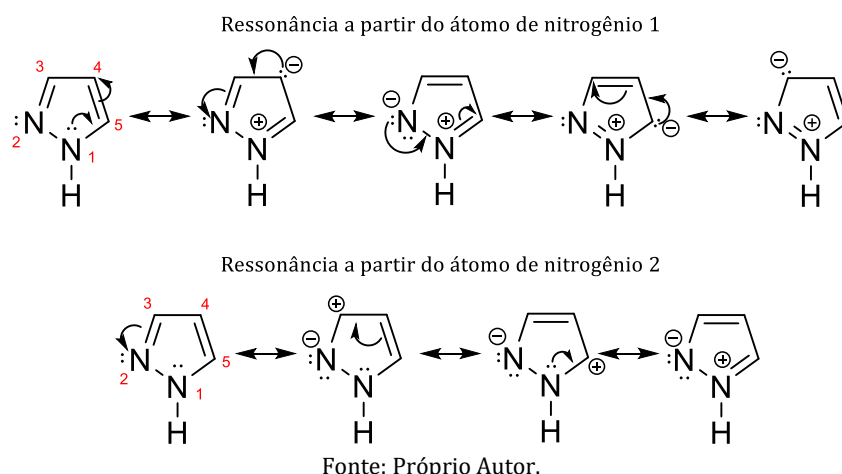 Ressonância a partir do átomo de nitrogênio 1
3 4 ⊖ ⊖
⊖
:N 2 N 1 5 H :N N ⊕ H :N N ⊕ H :N N ⊕ H ⊖ :N N ⊕ H
Ressonância a partir do átomo de nitrogênio 2
3 4 ⊕
:N 2 N 1 5 H ⊖ :N N H ⊖ :N N ⊕ H ⊖ :N N ⊕ H
Fonte: Próprio Autor.